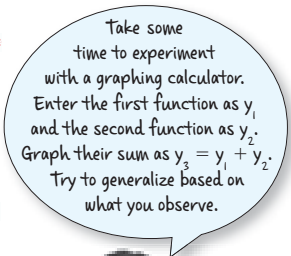 Take some
time to experiment
with a graphing calculator.
Enter the first function as y₁
and the second function as y₂.
Graph their sum as y₃ = y₁ + y₂.
Try to generalize based on
what you observe.